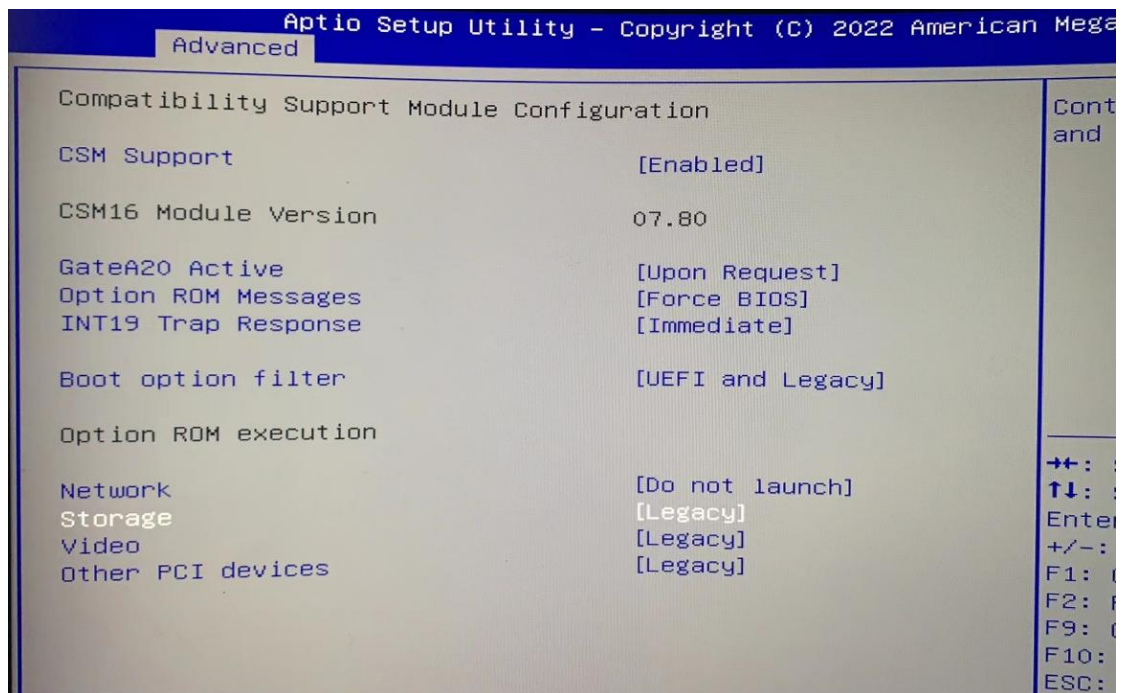 Aptio Setup Utility – Copyright (C) 2022 American
Advanced
Compatibility Support Module Configuration
CSM Support [Enabled]
CSM16 Module Version 07.80
GateA20 Active [Upon Request]
Option ROM Messages [Force BIOS]
INT19 Trap Response [Immediate]
Boot option filter [UEFI and Legacy]
Option ROM execution
Network [Do not launch]
Storage [Legacy]
Video [Legacy]
Other PCI devices [Legacy]
and
→←:
↑↓:
+/-:
F1:
F2:
F9:
F10:
ESC: